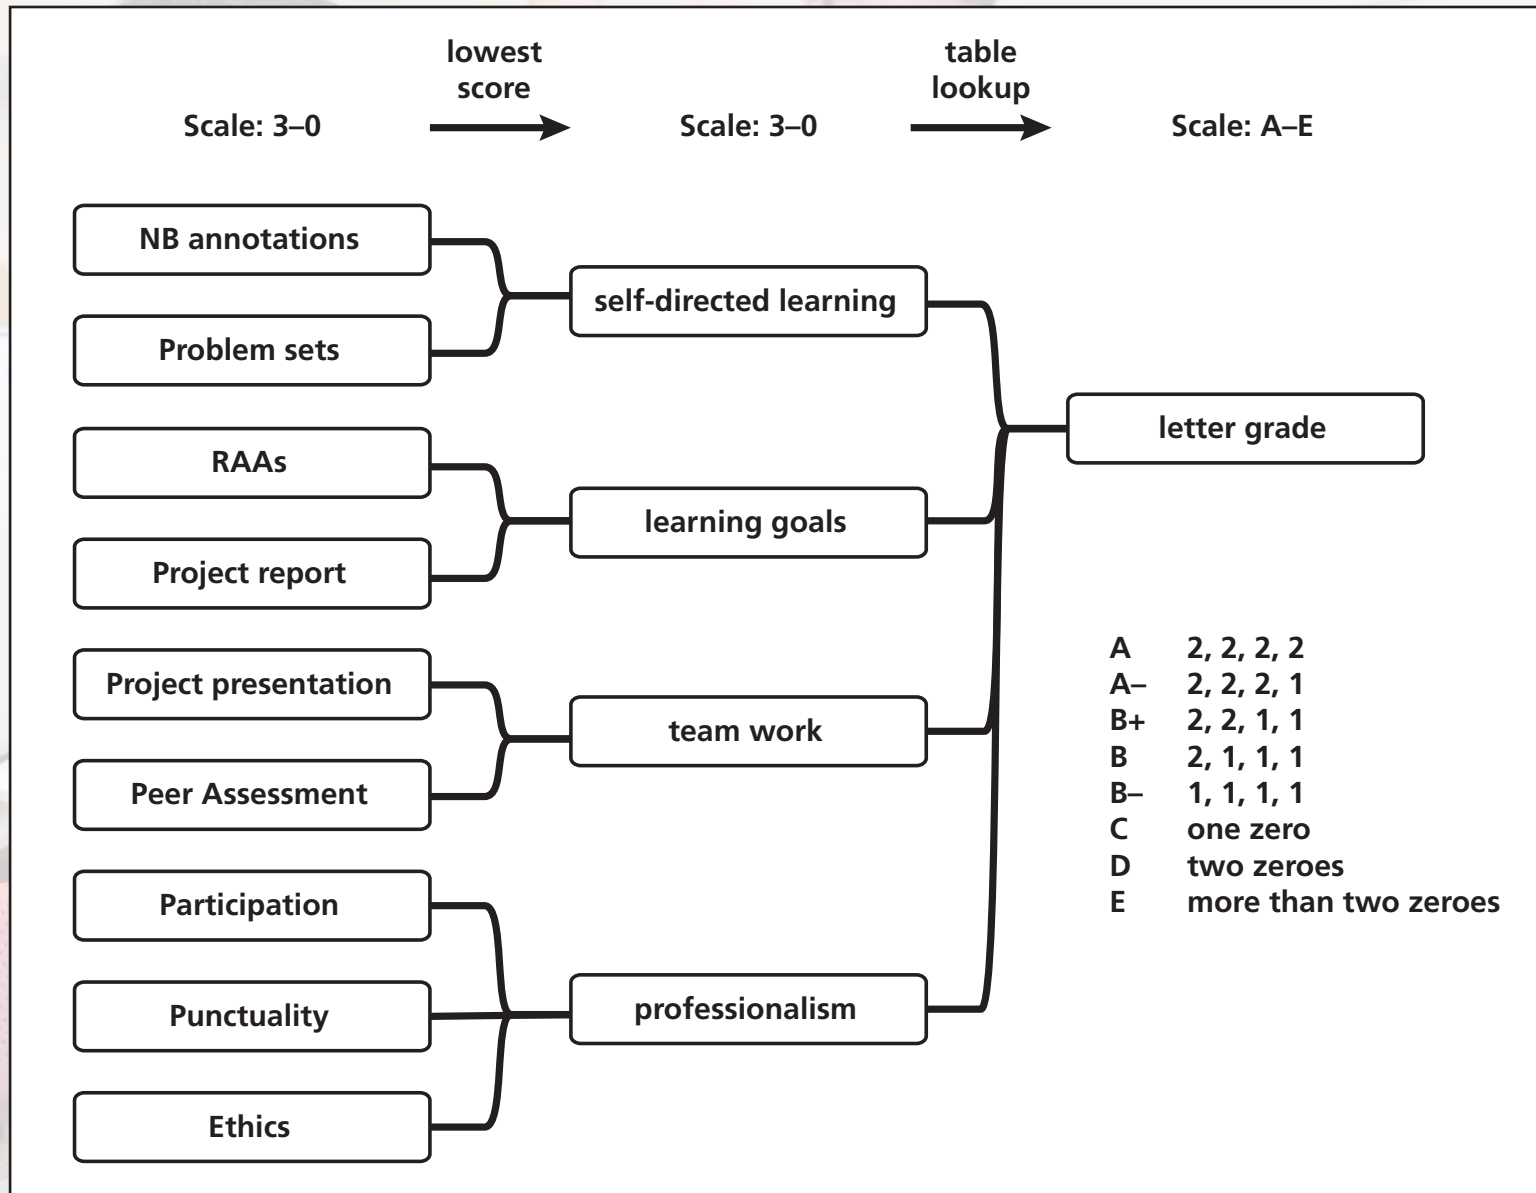 lowest
score
table
lookup
Scale: 3–0
Scale: 3–0
Scale: A–E
NB annotations
Problem sets
RAAs
Project report
Project presentation
Peer Assessment
Participation
Punctuality
Ethics
self-directed learning
learning goals
team work
professionalism
letter grade
A 2, 2, 2, 2
A– 2, 2, 2, 1
B+ 2, 2, 1, 1
B 2, 1, 1, 1
B– 1, 1, 1, 1
C one zero
D two zeroes
E more than two zeroes